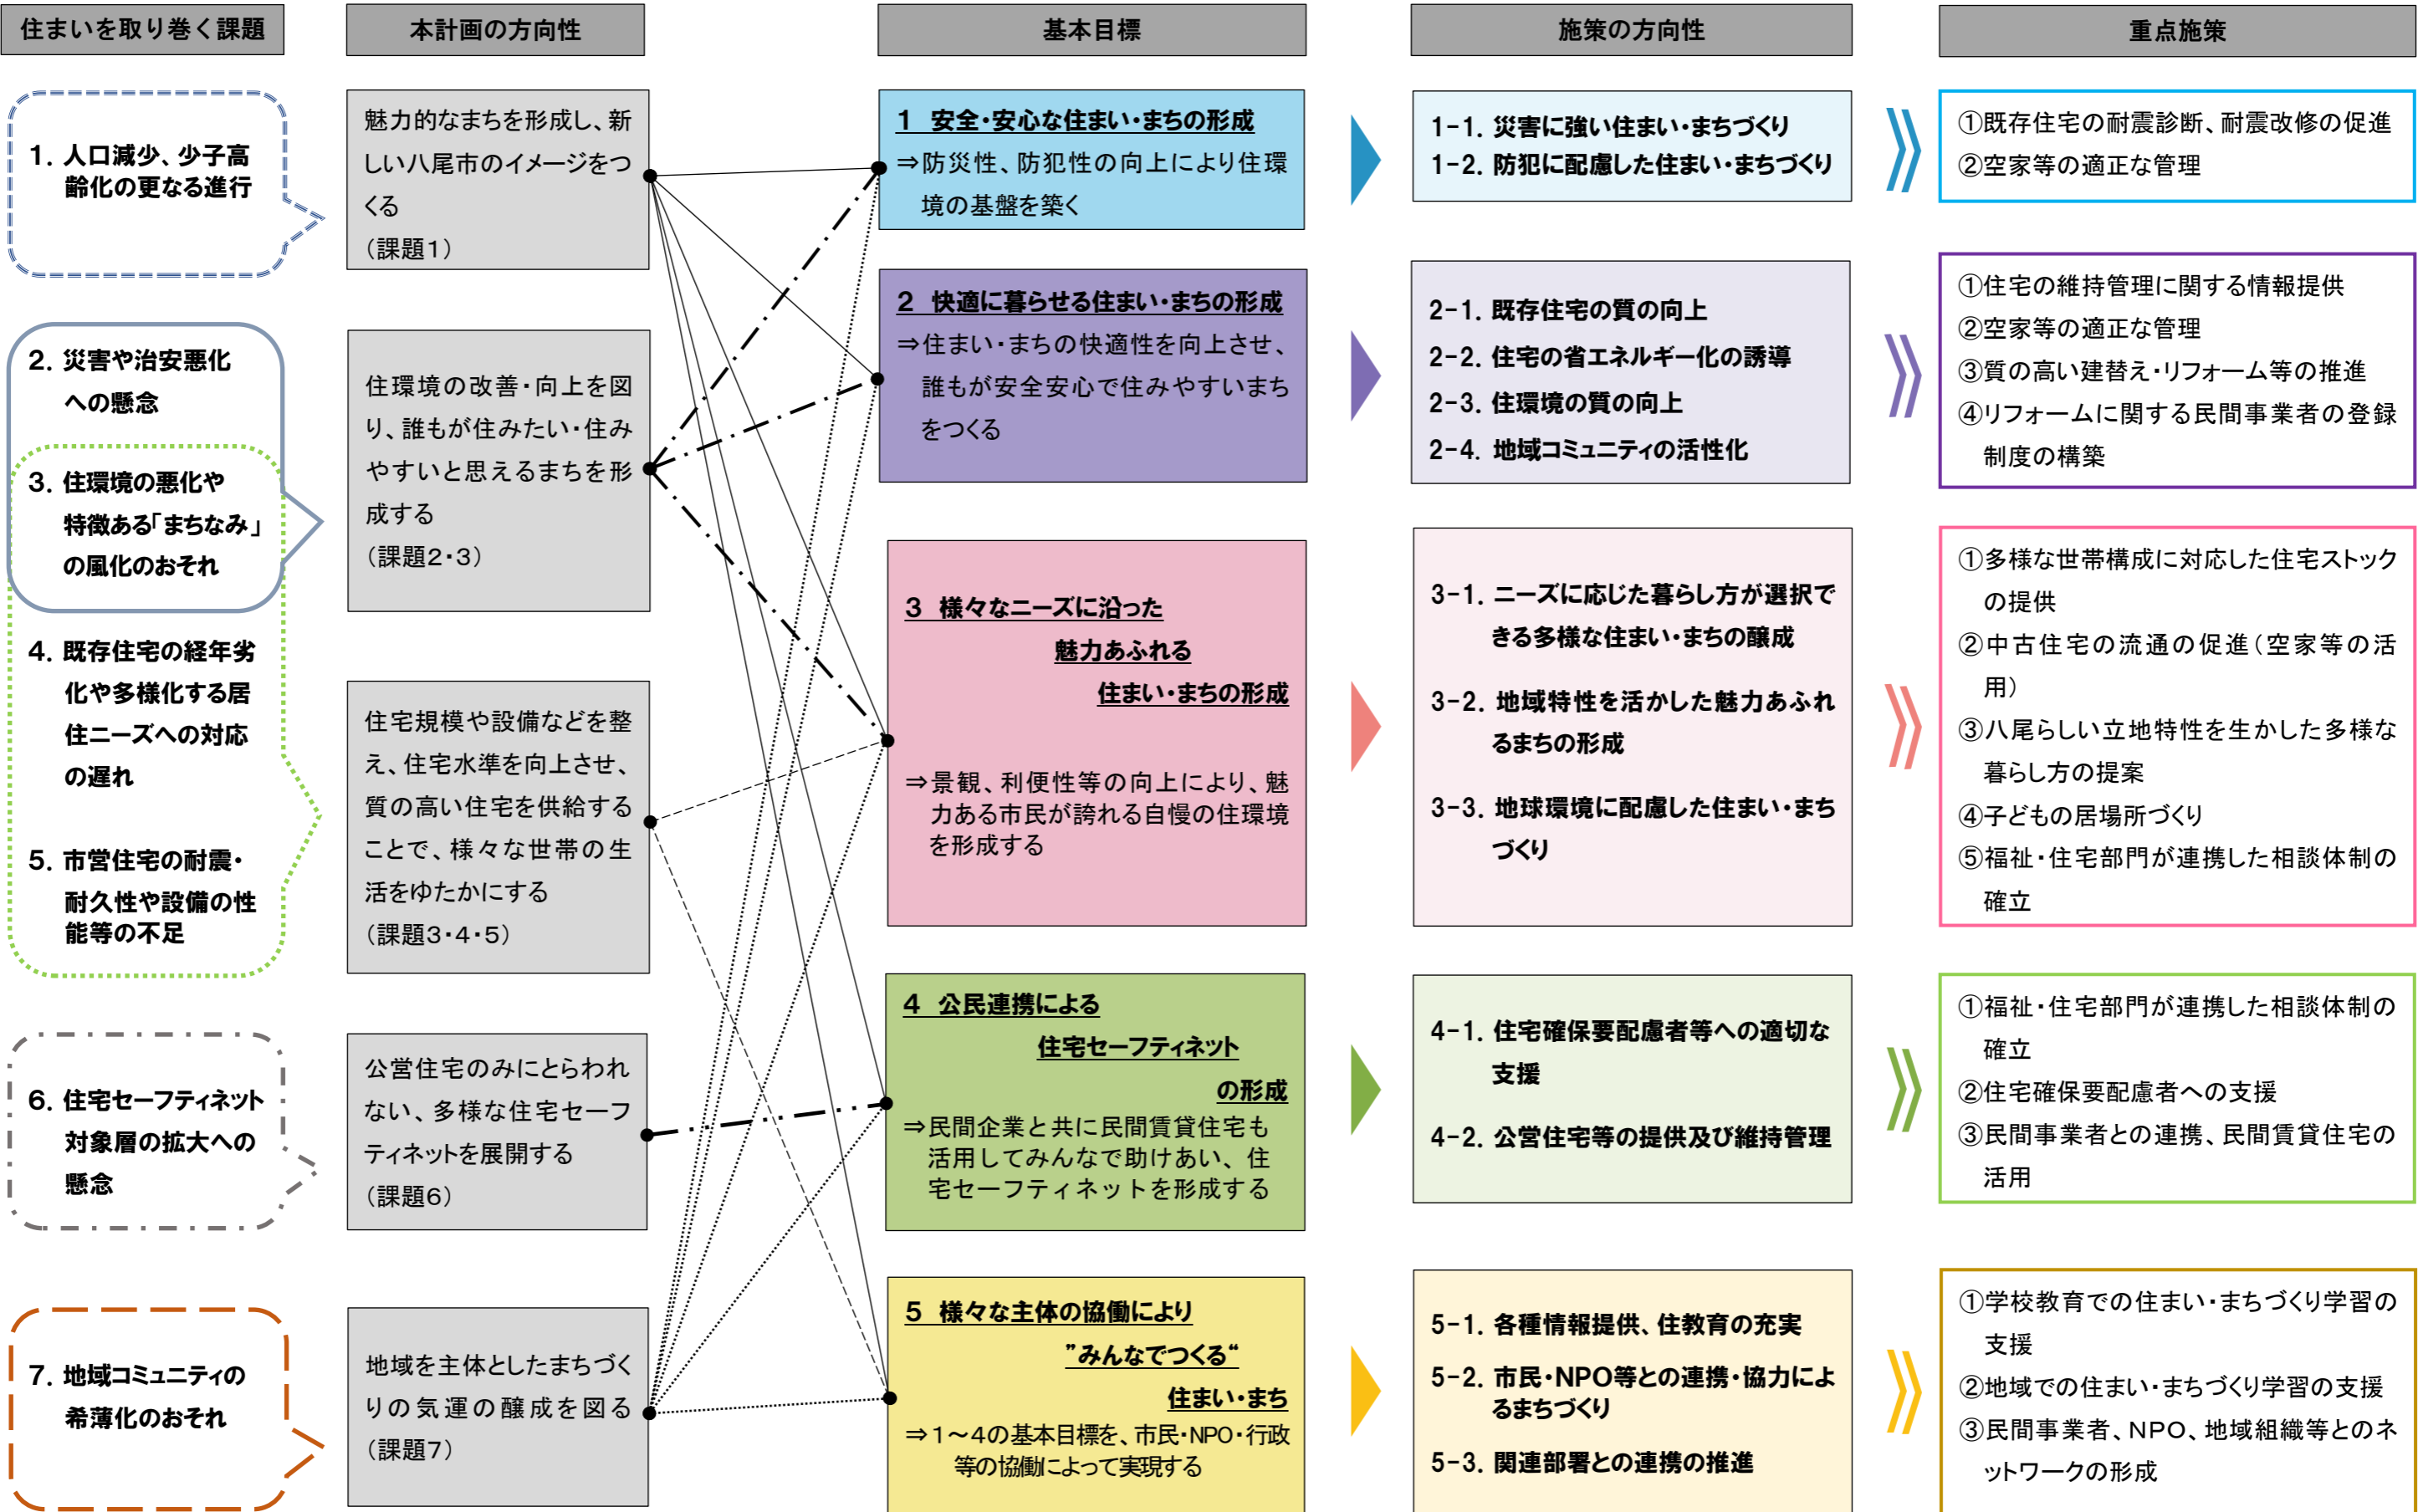 住まいを取り巻く課題
本計画の方向性
基本目標
施策の方向性
重点施策
1. 人口減少、少子高
齢化の更なる進行
2. 災害や治安悪化
への懸念
3. 住環境の悪化や
特徴ある「まちなみ」
の風化のおそれ
4. 既存住宅の経年劣
化や多様化する居
住ニーズへの対応
の遅れ
5. 市営住宅の耐震・
耐久性や設備の性
能等の不足
6. 住宅セーフティネット
対象層の拡大への
懸念
7. 地域コミュニティの
希薄化のおそれ
魅力的なまちを形成し、新
しい八尾市のイメージをつ
くる
（課題1）
住環境の改善・向上を図
り、誰もが住みたい・住み
やすいと思えるまちを形
成する
（課題2・3）
住宅規模や設備などを整
え、住宅水準を向上させ、
質の高い住宅を供給する
ことで、様々な世帯の生
活をゆたかにする
（課題3・4・5）
公営住宅のみにとらわれ
ない、多様な住宅セーフ
ティネットを展開する
（課題6）
地域を主体としたまちづく
りの気運の醸成を図る
（課題7）
1 安全・安心な住まい・まちの形成
⇒防災性、防犯性の向上により住環
境の基盤を築く
2 快適に暮らせる住まい・まちの形成
⇒住まい・まちの快適性を向上させ、
誰もが安全安心で住みやすいまち
をつくる
3 様々なニーズに沿った
魅力あふれる
住まい・まちの形成
⇒景観、利便性等の向上により、魅
力ある市民が誇れる自慢の住環境
を形成する
4 公民連携による
住宅セーフティネット
の形成
⇒民間企業と共に民間賃貸住宅も
活用してみんなで助けあい、住
宅セーフティネットを形成する
5 様々な主体の協働により
”みんなでつくる“
住まい・まち
⇒1～4の基本目標を、市民・NPO・行政
等の協働によって実現する
1-1. 災害に強い住まい・まちづくり
1-2. 防犯に配慮した住まい・まちづくり
2-1. 既存住宅の質の向上
2-2. 住宅の省エネルギー化の誘導
2-3. 住環境の質の向上
2-4. 地域コミュニティの活性化
3-1. ニーズに応じた暮らし方が選択で
きる多様な住まい・まちの醸成
3-2. 地域特性を活かした魅力あふれ
るまちの形成
3-3. 地球環境に配慮した住まい・まち
づくり
4-1. 住宅確保要配慮者等への適切な
支援
4-2. 公営住宅等の提供及び維持管理
5-1. 各種情報提供、住教育の充実
5-2. 市民・NPO等との連携・協力によ
るまちづくり
5-3. 関連部署との連携の推進
①既存住宅の耐震診断、耐震改修の促進
②空家等の適正な管理
①住宅の維持管理に関する情報提供
②空家等の適正な管理
③質の高い建替え・リフォーム等の推進
④リフォームに関する民間事業者の登録
制度の構築
①多様な世帯構成に対応した住宅ストック
の提供
②中古住宅の流通の促進（空家等の活
用）
③八尾らしい立地特性を生かした多様な
暮らし方の提案
④子どもの居場所づくり
⑤福祉・住宅部門が連携した相談体制の
確立
①福祉・住宅部門が連携した相談体制の
確立
②住宅確保要配慮者への支援
③民間事業者との連携、民間賃貸住宅の
活用
①学校教育での住まい・まちづくり学習の
支援
②地域での住まい・まちづくり学習の支援
③民間事業者、NPO、地域組織等とのネ
ットワークの形成